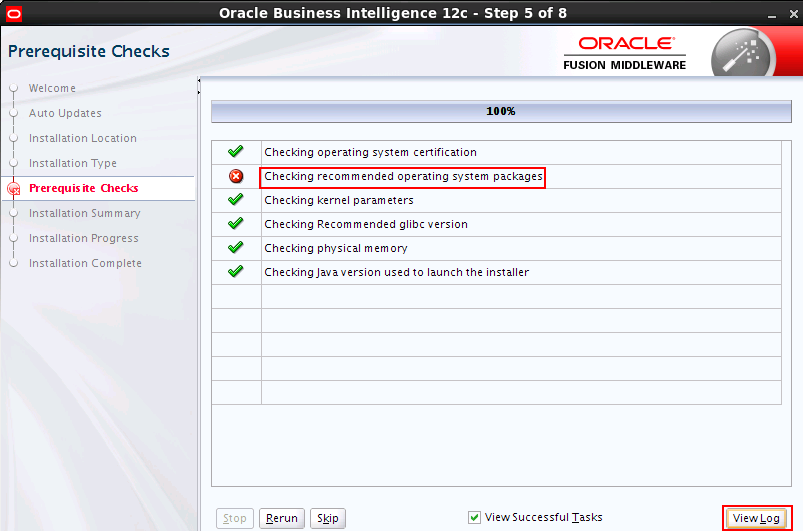 Oracle Business Intelligence 12c - Step 5 of 8
Prerequisite Checks
ORACLE
FUSION MIDDLEWARE
Welcome
Auto Updates
Installation Location
Installation Type
Prerequisite Checks
Installation Summary
Installation Progress
Installation Complete
100%
Checking operating system certification
Checking recommended operating system packages
Checking kernel parameters
Checking Recommended glibc version
Checking physical memory
Checking Java version used to launch the installer
Stop Rerun Skip View Successful Tasks View Log